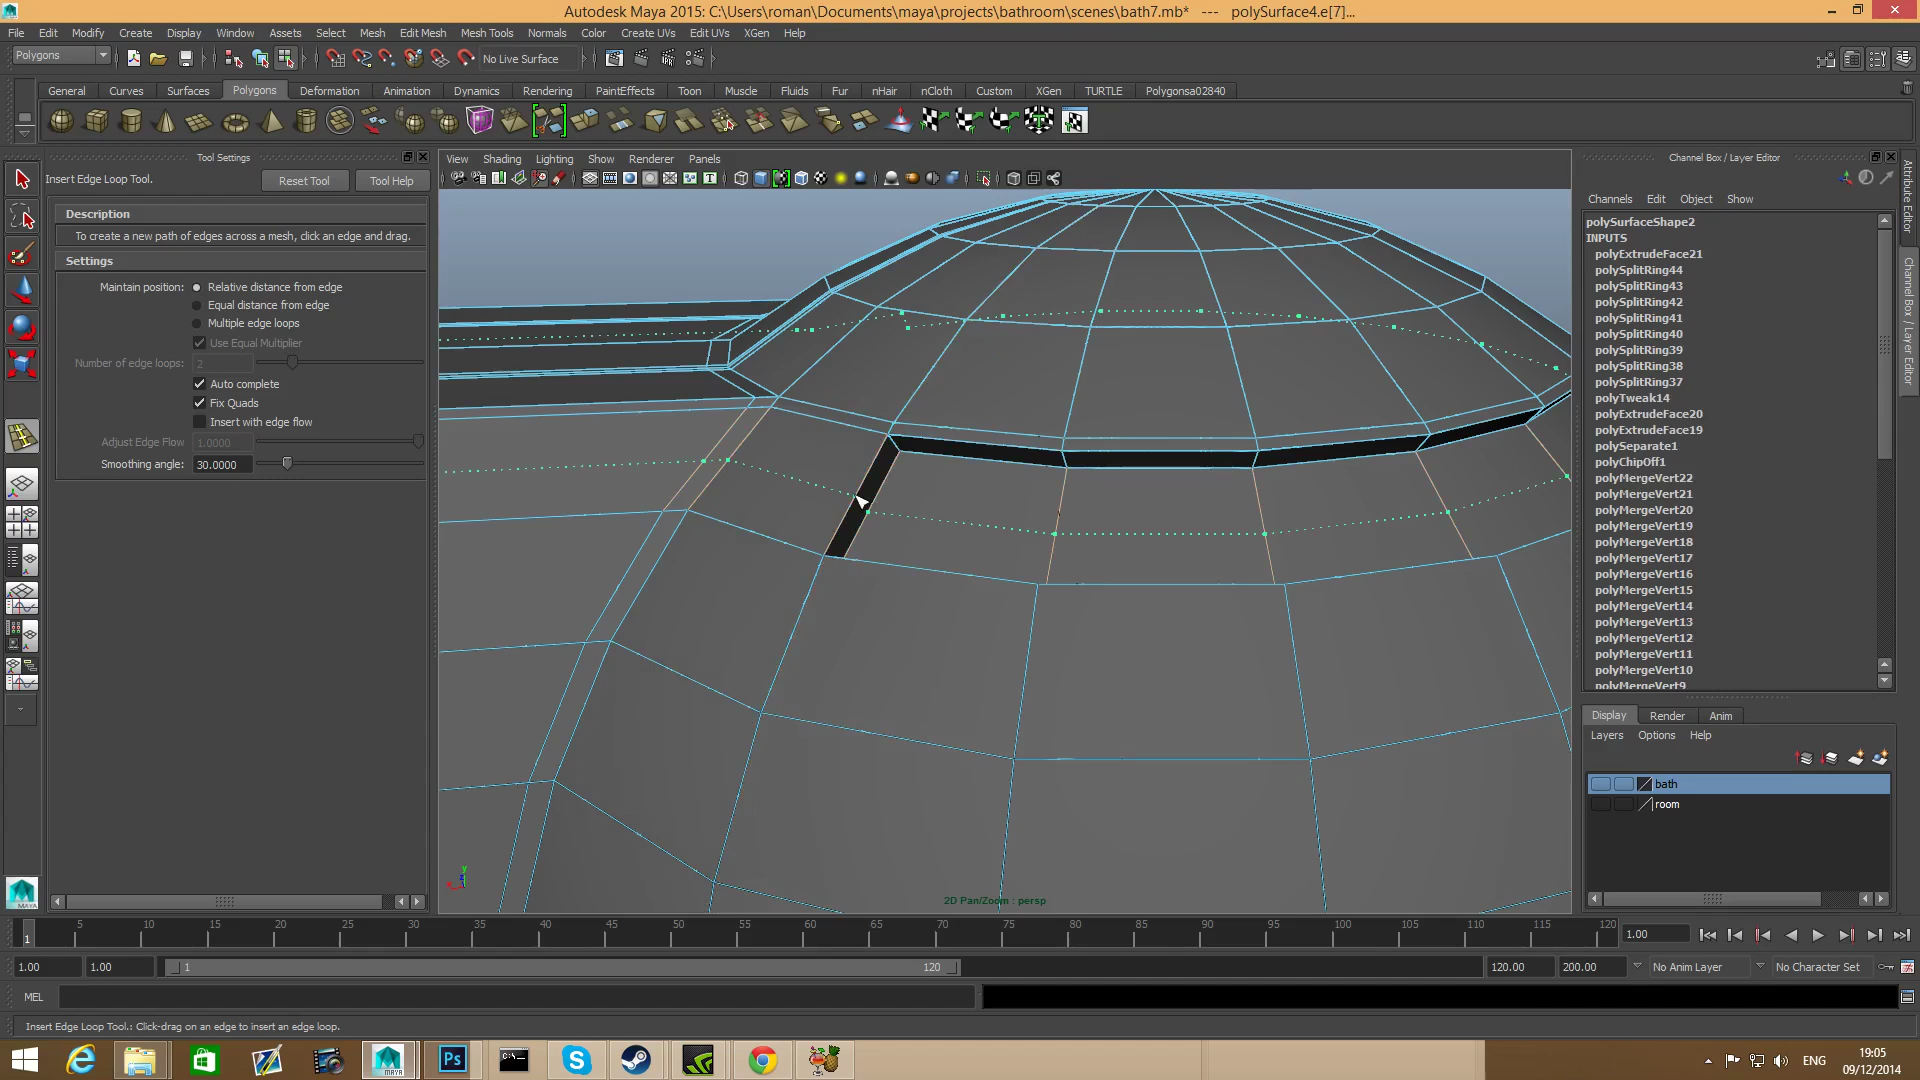 Autodesk Maya 2015: C:\Users\roman\Documents\maya\projects\bathroom\scenes\bath7.mb*   ---   polySurface4.e[7]...
File Edit Modify Create Display Window Assets Select Mesh Edit Mesh Mesh Tools Normals Color Create UVs Edit UVs XGen Help
Polygons
No Live Surface
General Curves Surfaces Polygons Deformation Animation Dynamics Rendering PaintEffects Toon Muscle Fluids Fur nHair nCloth Custom XGen TURTLE Polygonsa02840
Tool Settings
Insert Edge Loop Tool.
Reset Tool
Tool Help
Description
To create a new path of edges across a mesh, click an edge and drag.
Settings
Maintain position: Relative distance from edge
Equal distance from edge
Multiple edge loops
Use Equal Multiplier
Number of edge loops: 2
Auto complete
Fix Quads
Insert with edge flow
Adjust Edge Flow 1.0000
Smoothing angle: 30.0000
View Shading Lighting Show Renderer Panels
2D Pan/Zoom : persp
Channel Box / Layer Editor
Channels Edit Object Show
polySurfaceShape2
INPUTS
polyExtrudeFace21
polySplitRing44
polySplitRing43
polySplitRing42
polySplitRing41
polySplitRing40
polySplitRing39
polySplitRing38
polySplitRing37
polyTweak14
polyExtrudeFace20
polyExtrudeFace19
polySeparate1
polyChipOff1
polyMergeVert22
polyMergeVert21
polyMergeVert20
polyMergeVert19
polyMergeVert18
polyMergeVert17
polyMergeVert16
polyMergeVert15
polyMergeVert14
polyMergeVert13
polyMergeVert12
polyMergeVert11
polyMergeVert10
polyMergeVert9
Display Render Anim
Layers Options Help
bath
room
Attribute Editor
Channel Box / Layer Editor
5 10 15 20 25 30 35 40 45 50 55 60 65 70 75 80 85 90 95 100 105 110 115 120
1
1.00
1.00 1.00 1 120 120.00 200.00 No Anim Layer No Character Set
MEL
Insert Edge Loop Tool.: Click-drag on an edge to insert an edge loop.
MAYA
Ps
ENG
19:05
09/12/2014